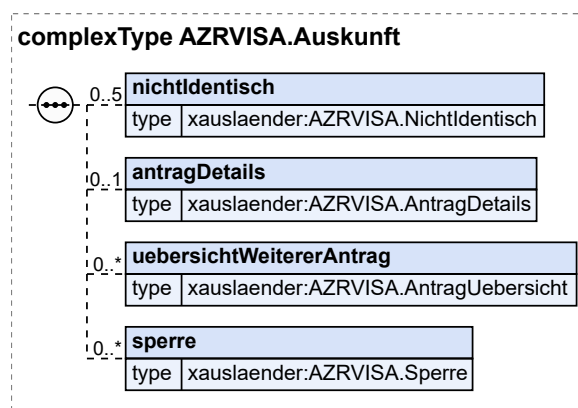 complexType AZRVISA.Auskunft
0..5 nichtIdentisch
type xauslaender:AZRVISA.NichtIdentisch
0..1 antragDetails
type xauslaender:AZRVISA.AntragDetails
0..* uebersichtWeitererAntrag
type xauslaender:AZRVISA.AntragUebersicht
0..* sperre
type xauslaender:AZRVISA.Sperre